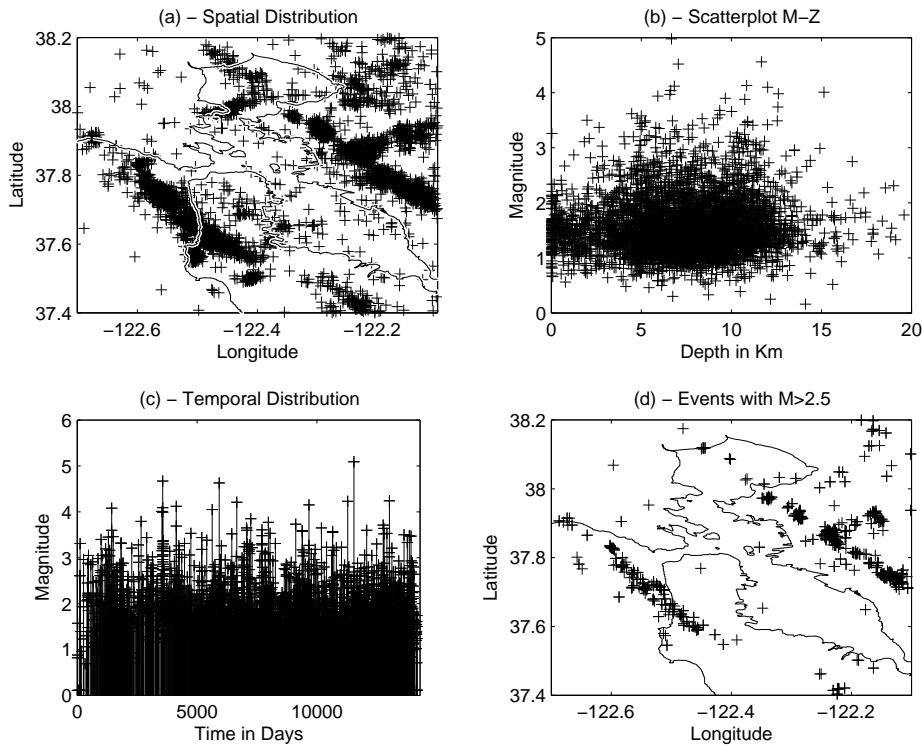 (a) − Spatial Distribution
38.2
38
37.8
37.6
37.4
Latitude
−122.6 −122.4 −122.2
Longitude
(b) − Scatterplot M−Z
5
4
3
2
1
0
Magnitude
0 5 10 15 20
Depth in Km
(c) − Temporal Distribution
6
5
4
3
2
1
0
Magnitude
0 5000 10000
Time in Days
(d) − Events with M>2.5
38.2
38
37.8
37.6
37.4
Latitude
−122.6 −122.4 −122.2
Longitude